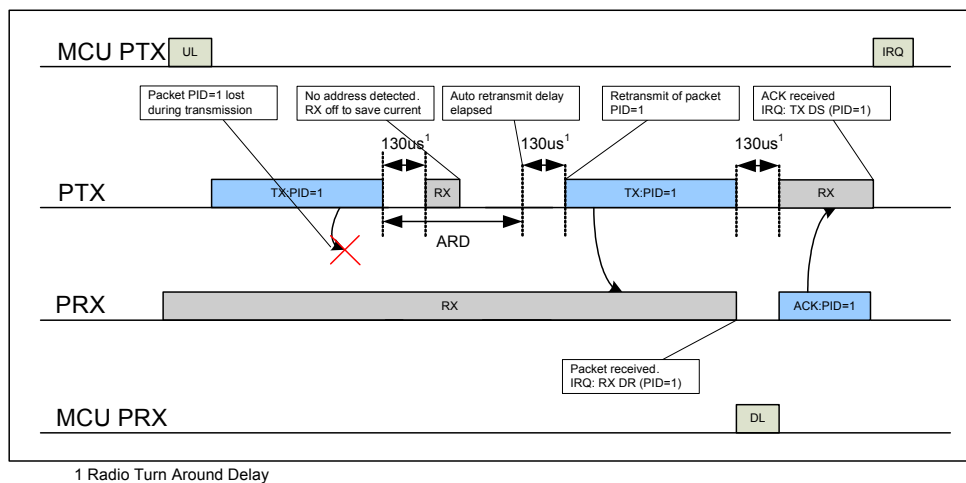 MCU PTX
UL
IRQ
Packet PID=1 lost
during transmission
No address detected.
RX off to save current
Auto retransmit delay
elapsed
Retransmit of packet
PID=1
ACK received
IRQ: TX DS (PID=1)
130us1
130us1
130us1
PTX
TX:PID=1
RX
TX:PID=1
RX
ARD
PRX
RX
ACK:PID=1
Packet received.
IRQ: RX DR (PID=1)
MCU PRX
DL
1 Radio Turn Around Delay